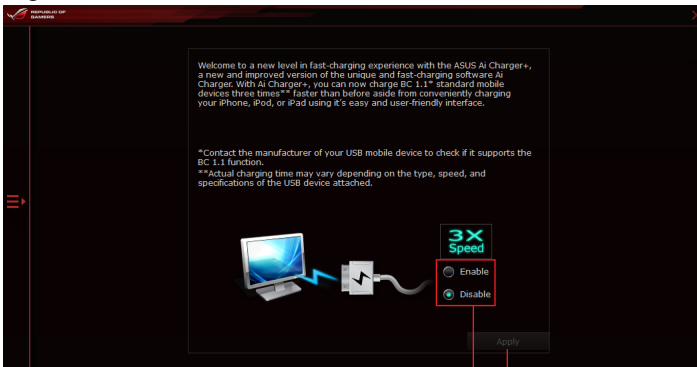 REPUBLIC OF
GAMERS
Welcome to a new level in fast-charging experience with the ASUS Ai Charger+,
a new and improved version of the unique and fast-charging software Ai
Charger. With Ai Charger+, you can now charge BC 1.1* standard mobile
devices three times** faster than before aside from conveniently charging
your iPhone, iPod, or iPad using it's easy and user-friendly interface.
*Contact the manufacturer of your USB mobile device to check if it supports the
BC 1.1 function.
**Actual charging time may vary depending on the type, speed, and
specifications of the USB device attached.
3X
Speed
Enable
Disable
Apply